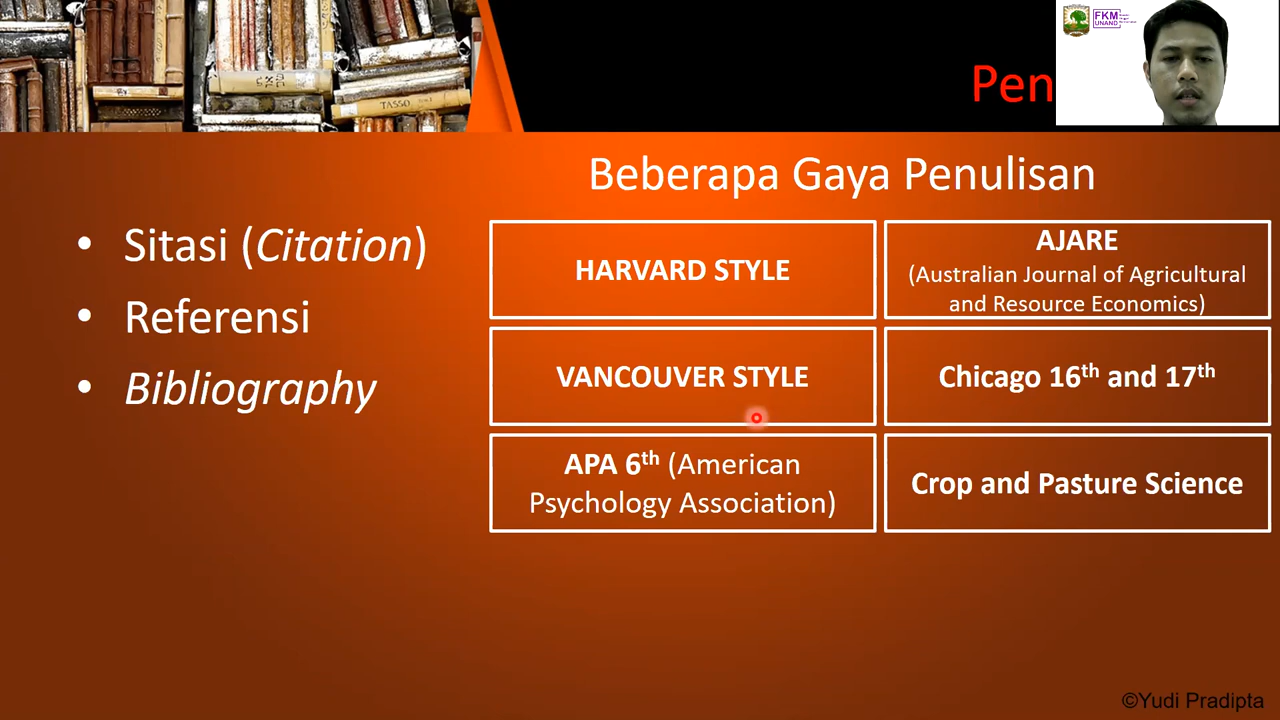 TASSO
FKM
UNAND
Pen
Beberapa Gaya Penulisan
• Sitasi (Citation)
• Referensi
• Bibliography
HARVARD STYLE
AJARE
(Australian Journal of Agricultural
and Resource Economics)
VANCOUVER STYLE
Chicago 16th and 17th
APA 6th (American
Psychology Association)
Crop and Pasture Science
©Yudi Pradipta